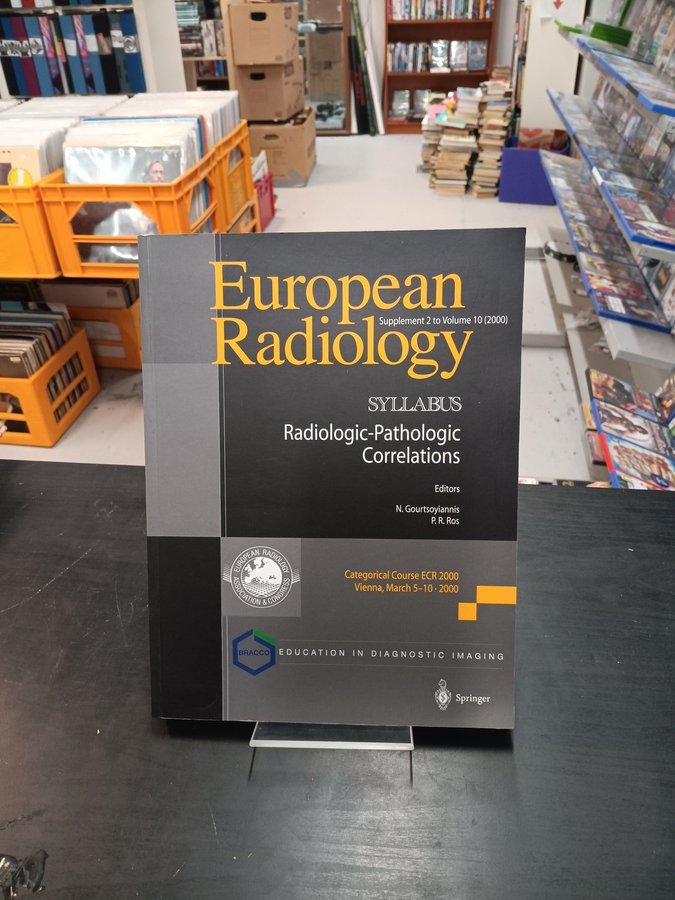 European
Supplement 2 to Volume 10 (2000)
Radiology
SYLLABUS
Radiologic-Pathologic
Correlations
Editors
N. Gourtsoyiannis
P. R. Ros
EUROPEAN RADIOLOGY
ASSOCIATION & CONGRESS
Categorical Course ECR 2000
Vienna, March 5–10 · 2000
BRACCO
EDUCATION IN DIAGNOSTIC IMAGING
Springer